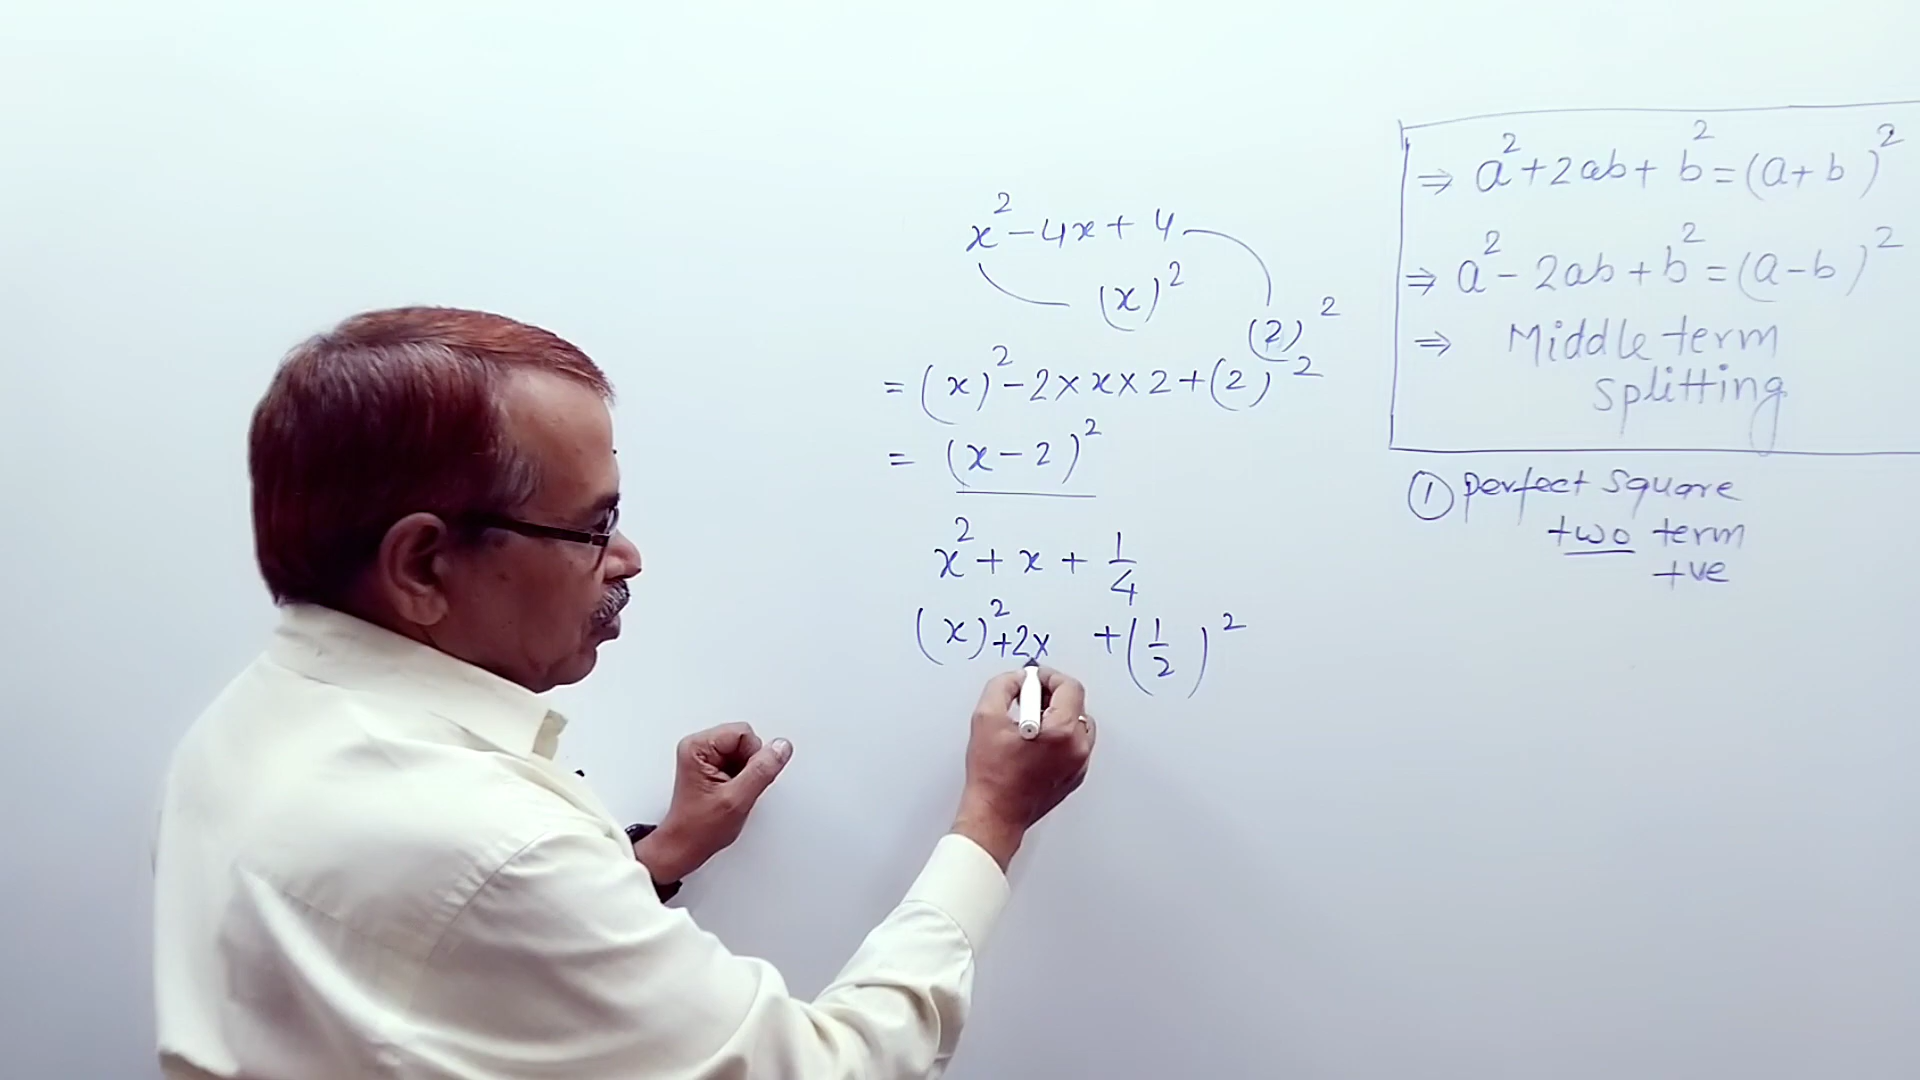 x² - 4x + 4
(x)²
(2)²
= (x)² - 2 × x × 2 + (2)²
= (x - 2)²
x² + x + 1/4
(x)² + 2× + (1/2)²
⇒ a² + 2ab + b² = (a + b)²
⇒ a² - 2ab + b² = (a - b)²
⇒ Middle term
splitting
① perfect square
two term
+ve